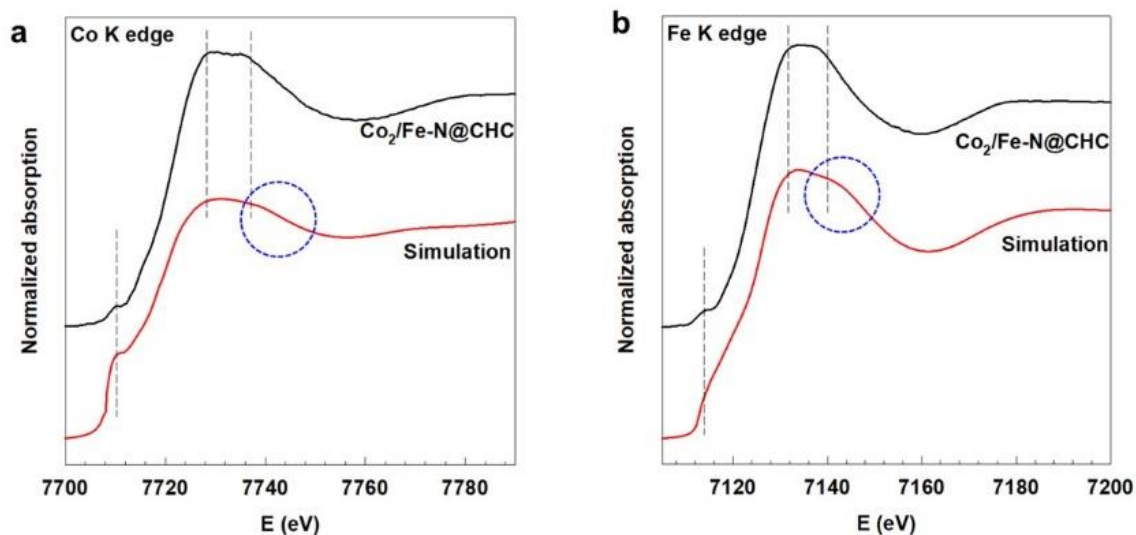 a
Co K edge
Co₂/Fe-N@CHC
Simulation
Normalized absorption
7700 7720 7740 7760 7780
E (eV)
b
Fe K edge
Co₂/Fe-N@CHC
Simulation
Normalized absorption
7120 7140 7160 7180 7200
E (eV)